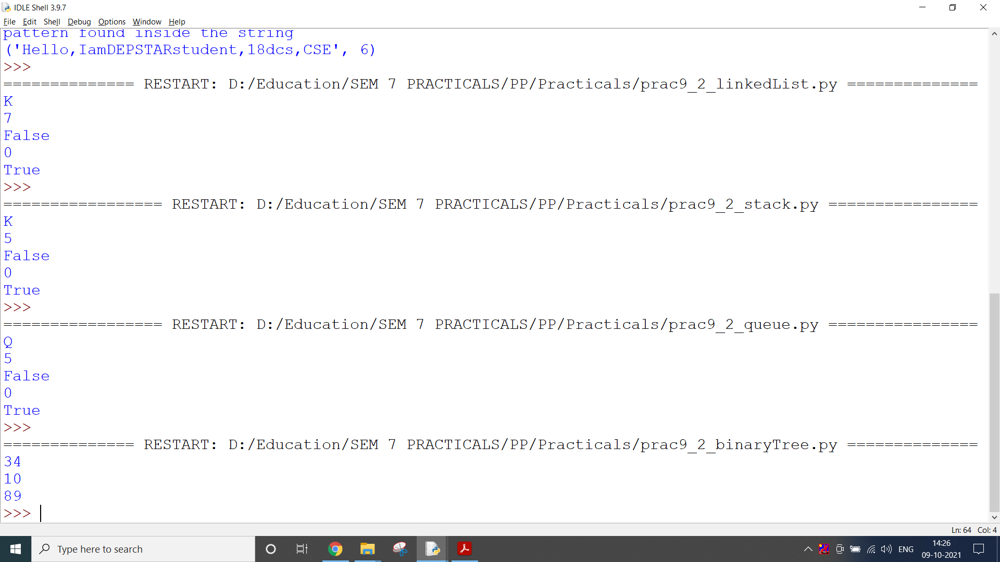 IDLE Shell 3.9.7
File Edit Shell Debug Options Window Help
pattern found inside the string
('Hello,IamDEPSTARstudent,18dcs,CSE', 6)
>>>
============== RESTART: D:/Education/SEM 7 PRACTICALS/PP/Practicals/prac9_2_linkedList.py ==============
K
7
False
0
True
>>>
================= RESTART: D:/Education/SEM 7 PRACTICALS/PP/Practicals/prac9_2_stack.py ================
K
5
False
0
True
>>>
================= RESTART: D:/Education/SEM 7 PRACTICALS/PP/Practicals/prac9_2_queue.py ================
Q
5
False
0
True
>>>
============== RESTART: D:/Education/SEM 7 PRACTICALS/PP/Practicals/prac9_2_binaryTree.py ==============
34
10
89
>>>
Ln: 64 Col: 4
Type here to search
ENG
14:26
09-10-2021